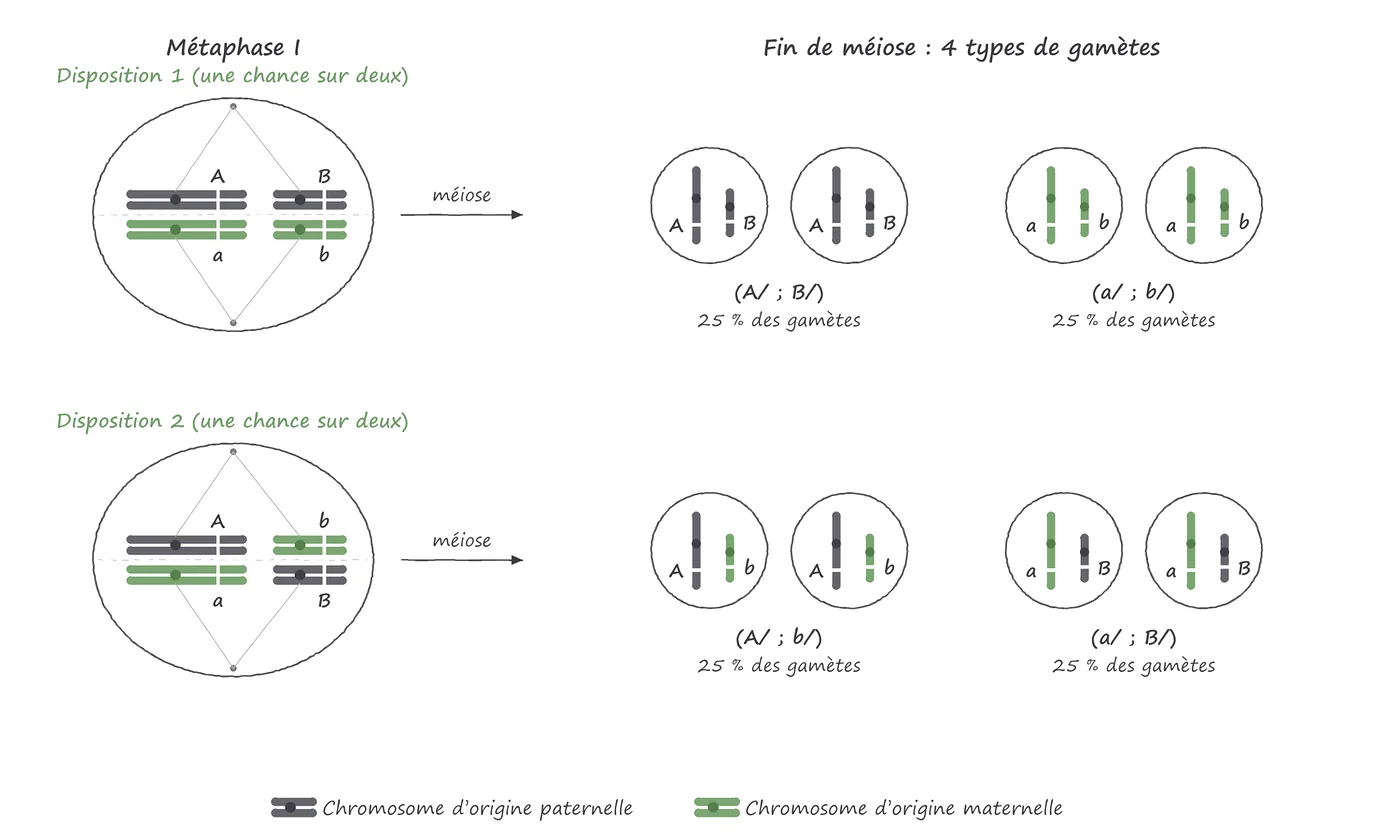 Métaphase I
Fin de méiose : 4 types de gamètes
Disposition 1 (une chance sur deux)
A B
a b
méiose
A B
A B
a b
a b
(A/ ; B/)
25 % des gamètes
(a/ ; b/)
25 % des gamètes
Disposition 2 (une chance sur deux)
A b
a B
méiose
A b
A b
a B
a B
(A/ ; b/)
25 % des gamètes
(a/ ; B/)
25 % des gamètes
Chromosome d'origine paternelle
Chromosome d'origine maternelle